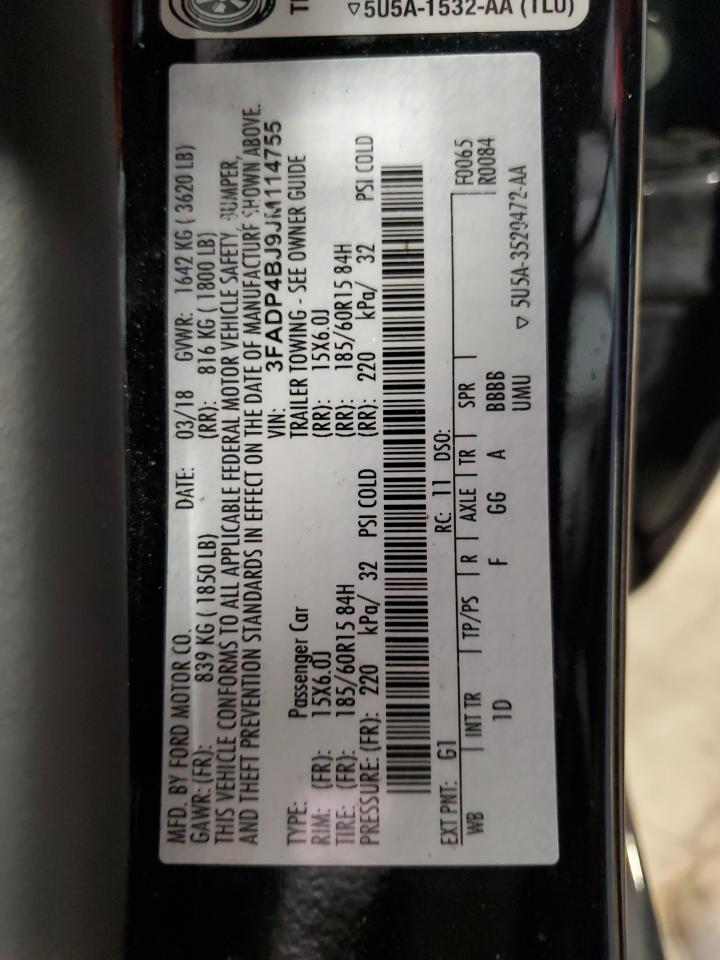 5U5A-1532-AA (TLU)
MFD. BY FORD MOTOR CO. DATE: 03/18 GVWR: 1642 KG ( 3620 LB)
GAWR: (FR): 839 KG ( 1850 LB) (RR): 816 KG ( 1800 LB)
THIS VEHICLE CONFORMS TO ALL APPLICABLE FEDERAL MOTOR VEHICLE SAFETY, BUMPER,
AND THEFT PREVENTION STANDARDS IN EFFECT ON THE DATE OF MANUFACTURE SHOWN ABOVE.
VIN: 3FADP4BJ9JM114755
TYPE: Passenger Car TRAILER TOWING - SEE OWNER GUIDE
RIM: (FR): 15X6.0J (RR): 15X6.0J
TIRE: (FR): 185/60R15 84H (RR): 185/60R15 84H
PRESSURE: (FR): 220 kPa/ 32 PSI COLD (RR): 220 kPa/ 32 PSI COLD
EXT PNT: G1 RC: 11 DSO: F0065
WB INT TR TP/PS R AXLE TR SPR R0084
1D F GG A BBBB
UMU ▽ 5U5A-3520472-AA